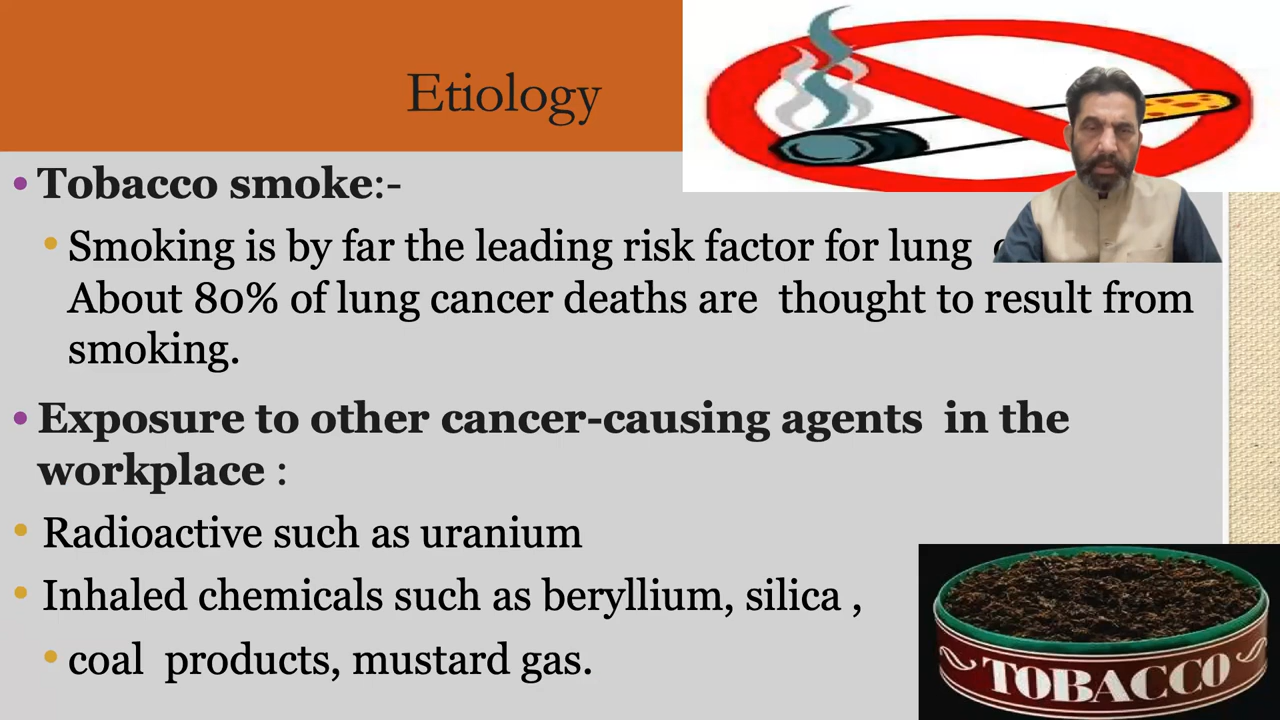 Etiology
• Tobacco smoke:-
• Smoking is by far the leading risk factor for lung
About 80% of lung cancer deaths are thought to result from
smoking.
• Exposure to other cancer-causing agents in the
workplace :
• Radioactive such as uranium
• Inhaled chemicals such as beryllium, silica ,
• coal products, mustard gas.
TOBACCO